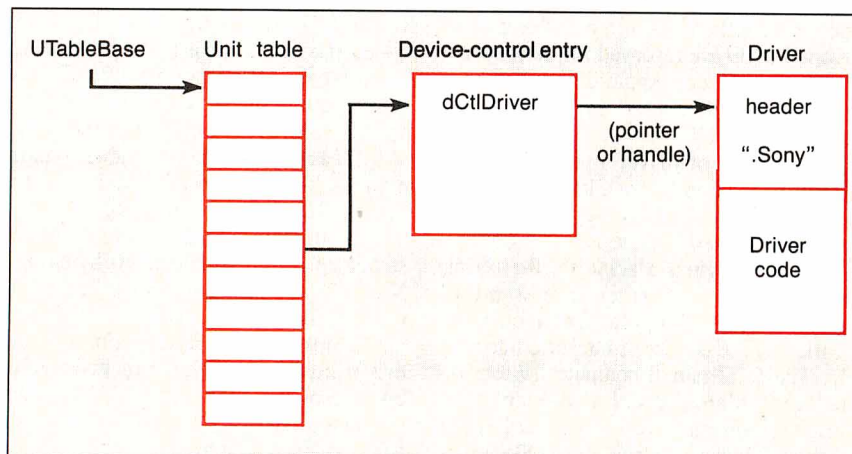 UTableBase
Unit table
Device-control entry
Driver
dCtlDriver
(pointer
or handle)
header
“.Sony”
Driver
code